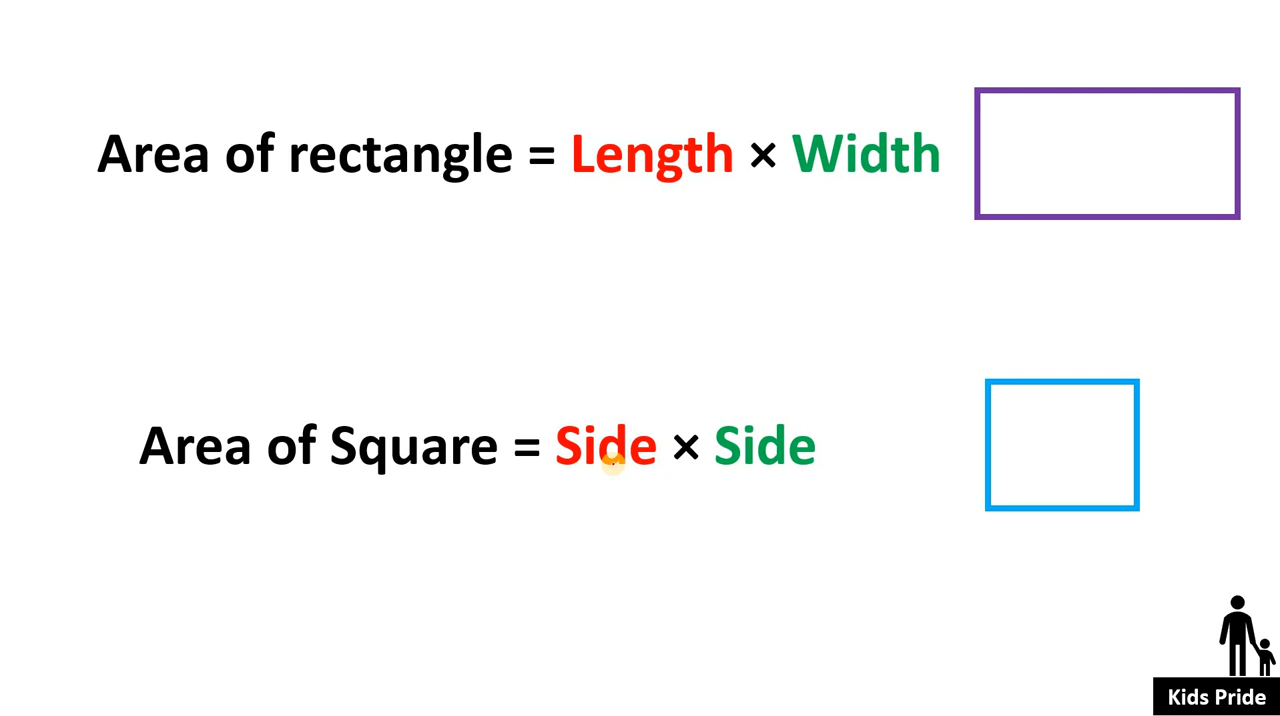 Area of rectangle = Length × Width
Area of Square = Side × Side
Kids Pride